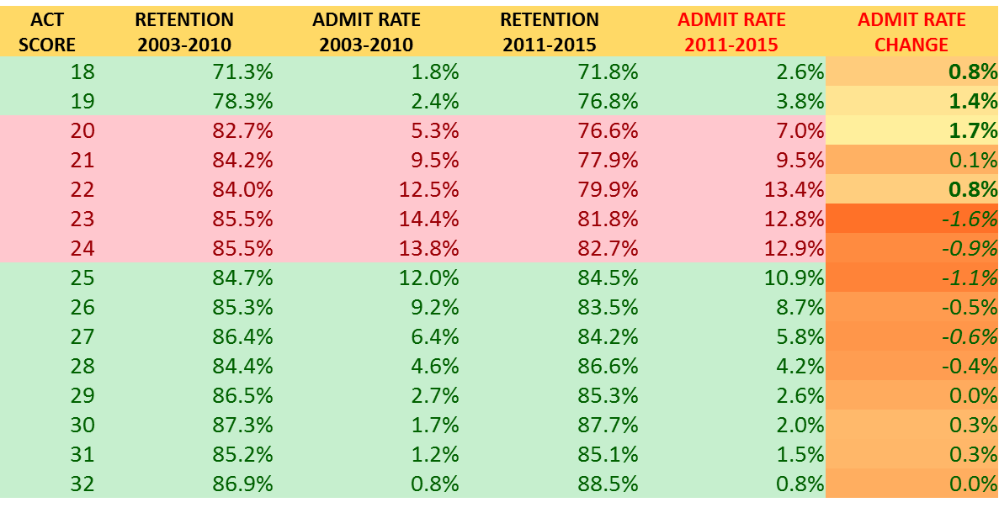 ACT RETENTION ADMIT RATE RETENTION ADMIT RATE ADMIT RATE
SCORE 2003-2010 2003-2010 2011-2015 2011-2015 CHANGE
18 71.3% 1.8% 71.8% 2.6% 0.8%
19 78.3% 2.4% 76.8% 3.8% 1.4%
20 82.7% 5.3% 76.6% 7.0% 1.7%
21 84.2% 9.5% 77.9% 9.5% 0.1%
22 84.0% 12.5% 79.9% 13.4% 0.8%
23 85.5% 14.4% 81.8% 12.8% -1.6%
24 85.5% 13.8% 82.7% 12.9% -0.9%
25 84.7% 12.0% 84.5% 10.9% -1.1%
26 85.3% 9.2% 83.5% 8.7% -0.5%
27 86.4% 6.4% 84.2% 5.8% -0.6%
28 84.4% 4.6% 86.6% 4.2% -0.4%
29 86.5% 2.7% 85.3% 2.6% 0.0%
30 87.3% 1.7% 87.7% 2.0% 0.3%
31 85.2% 1.2% 85.1% 1.5% 0.3%
32 86.9% 0.8% 88.5% 0.8% 0.0%